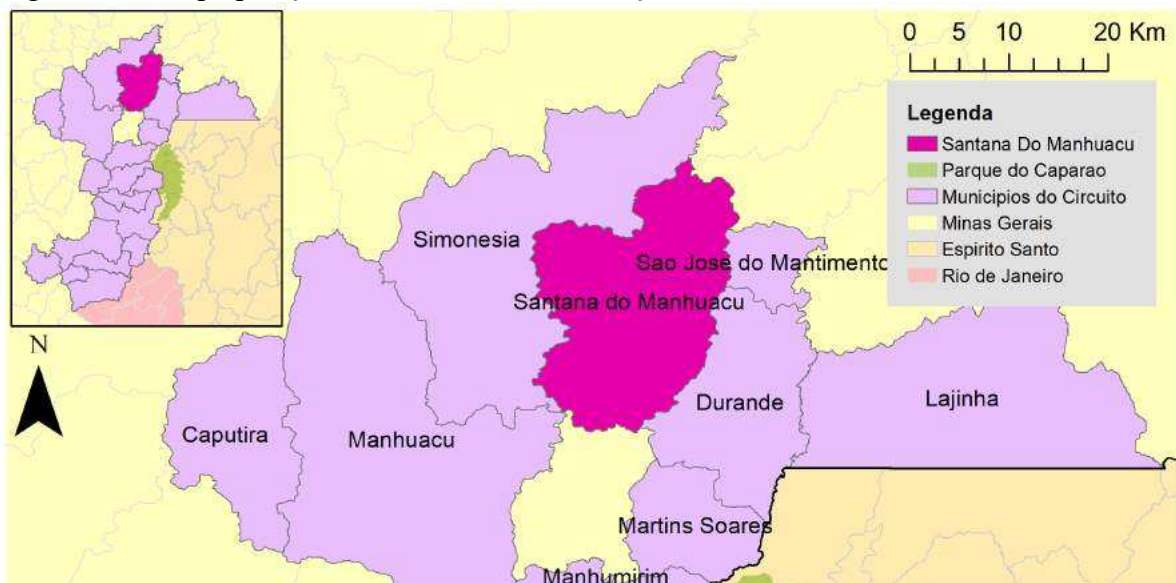 0 5 10 20 Km
Legenda
Santana Do Manhuacu
Parque do Caparao
Municipios do Circuito
Minas Gerais
Espirito Santo
Rio de Janeiro
N
Simonesia
Sao Jose do Mantimento
Santana do Manhuacu
Durande
Lajinha
Caputira
Manhuacu
Martins Soares
Manhumirim